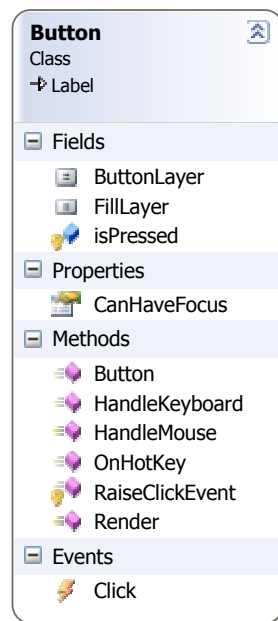 Button
Class
Label
Fields
ButtonLayer
FillLayer
isPressed
Properties
CanHaveFocus
Methods
Button
HandleKeyboard
HandleMouse
OnHotKey
RaiseClickEvent
Render
Events
Click